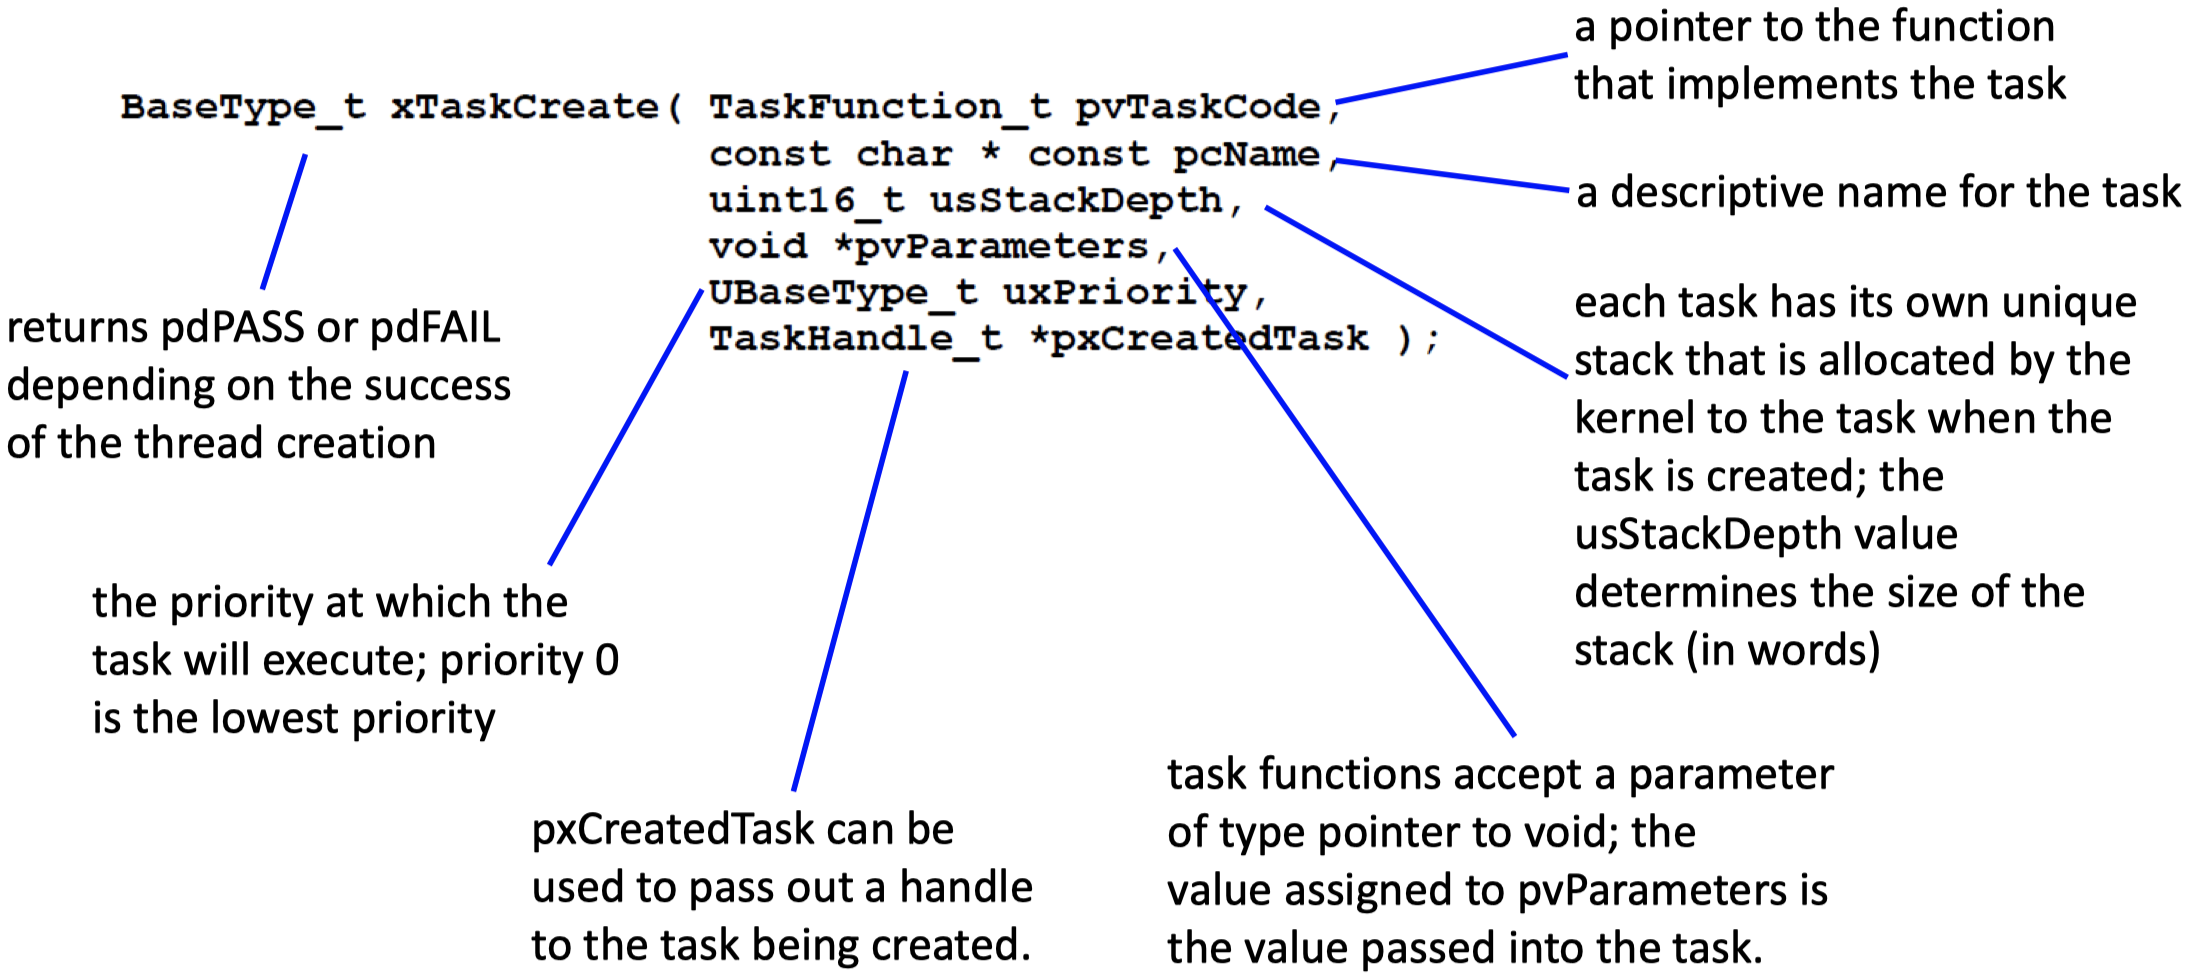 BaseType_t xTaskCreate( TaskFunction_t pvTaskCode,
const char * const pcName,
uint16_t usStackDepth,
void *pvParameters,
UBaseType_t uxPriority,
TaskHandle_t *pxCreatedTask );
a pointer to the function
that implements the task
a descriptive name for the task
each task has its own unique
stack that is allocated by the
kernel to the task when the
task is created; the
usStackDepth value
determines the size of the
stack (in words)
returns pdPASS or pdFAIL
depending on the success
of the thread creation
the priority at which the
task will execute; priority 0
is the lowest priority
pxCreatedTask can be
used to pass out a handle
to the task being created.
task functions accept a parameter
of type pointer to void; the
value assigned to pvParameters is
the value passed into the task.